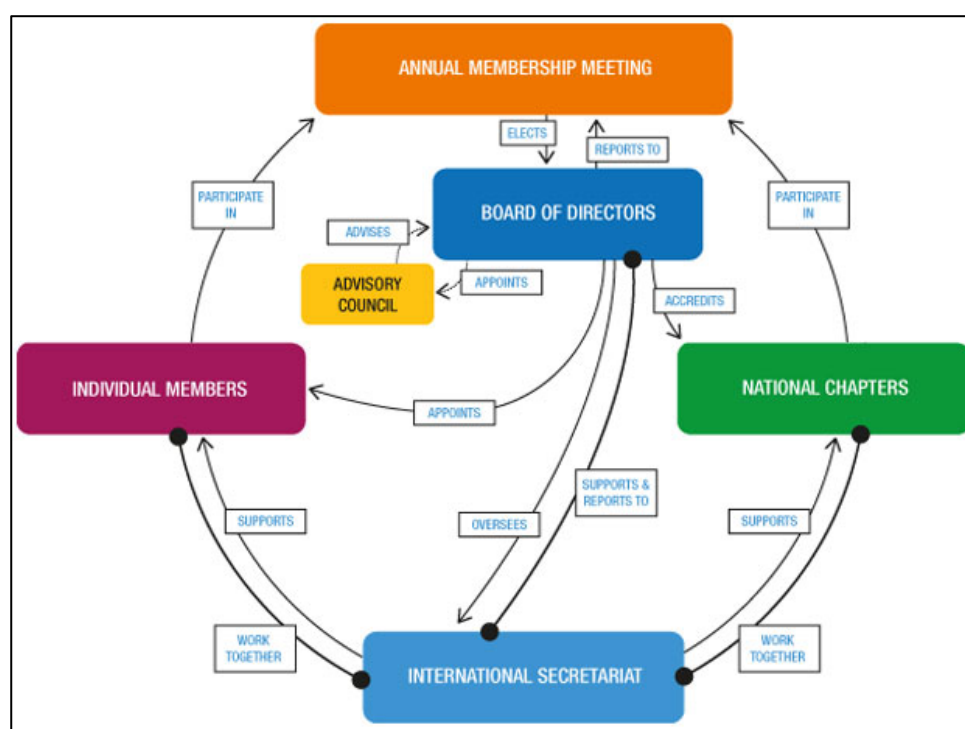 ANNUAL MEMBERSHIP MEETING
ELECTS
REPORTS TO
PARTICIPATE
IN
BOARD OF DIRECTORS
PARTICIPATE
IN
ADVISES
ADVISORY
COUNCIL
APPOINTS
ACCREDITS
INDIVIDUAL MEMBERS
APPOINTS
NATIONAL CHAPTERS
SUPPORTS
OVERSEES
SUPPORTS &
REPORTS TO
SUPPORTS
WORK
TOGETHER
INTERNATIONAL SECRETARIAT
WORK
TOGETHER